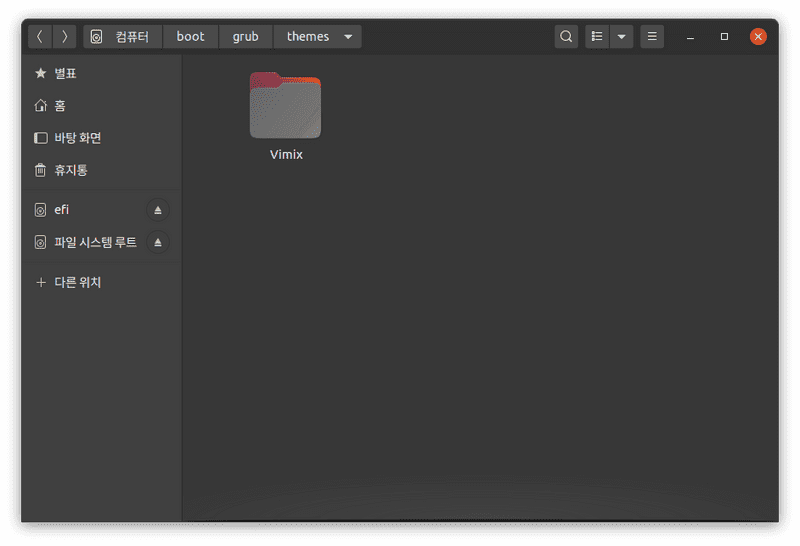 컴퓨터 boot grub themes
별표
홈
바탕 화면
휴지통
efi
파일 시스템 루트
다른 위치
Vimix